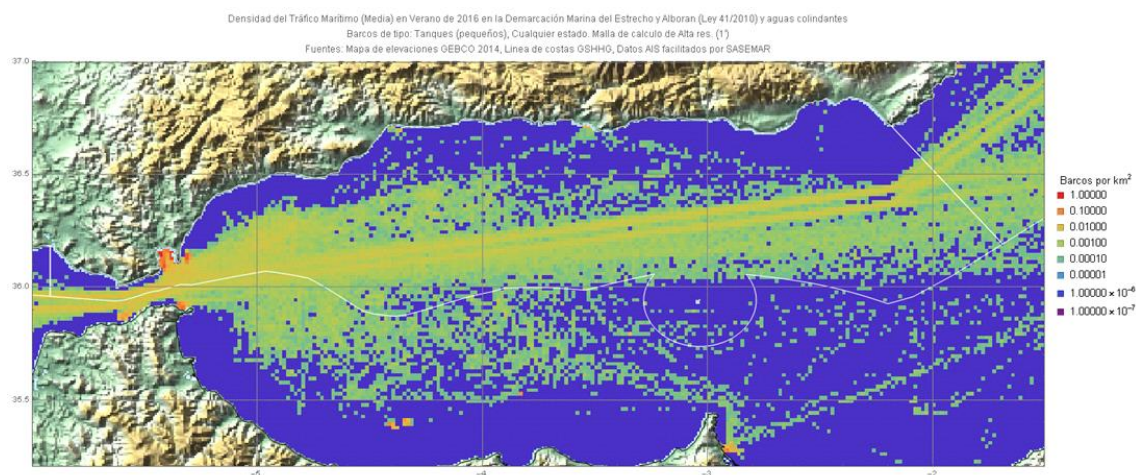 Densidad del Tráfico Marítimo (Media) en Verano de 2016 en la Demarcación Marina del Estrecho y Alboran (Ley 41/2010) y aguas colindantes
Barcos de tipo: Tanques (pequeños), Cualquier estado. Malla de calculo de Alta res. (1')
Fuentes: Mapa de elevaciones GEBCO 2014, Linea de costas GSHHG, Datos AIS facilitados por SASEMAR
37.0
36.5
36.0
35.5
-5
-4
-3
-2
Barcos por km²
1.00000
0.10000
0.01000
0.00100
0.00010
0.00001
1.00000 × 10⁻⁶
1.00000 × 10⁻⁷